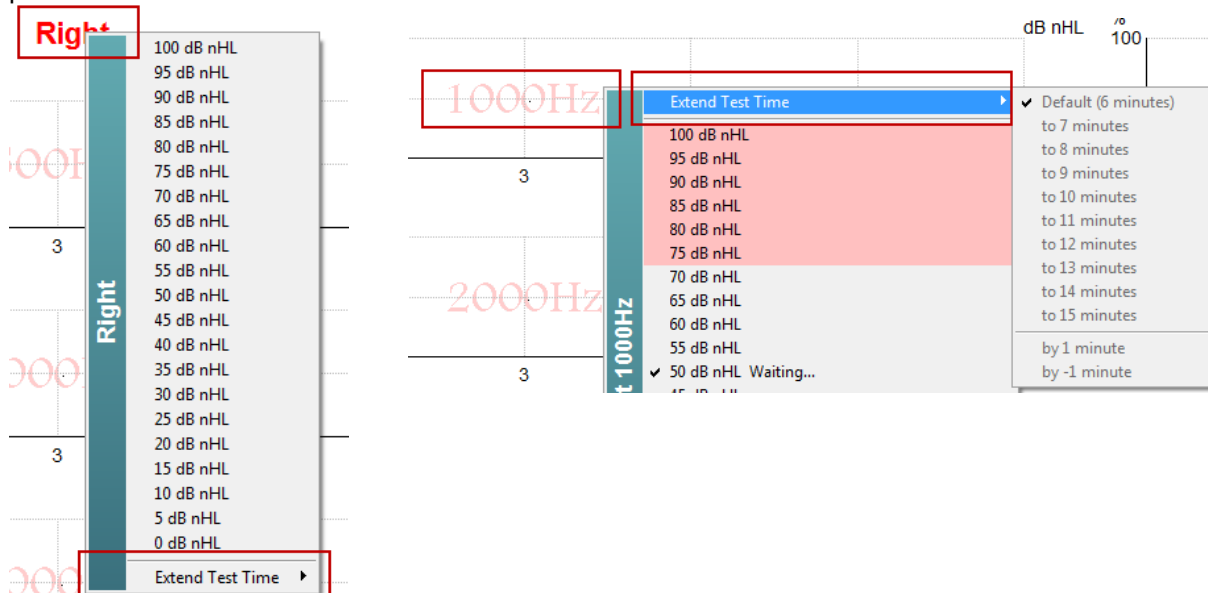 Right
100 dB nHL
95 dB nHL
90 dB nHL
85 dB nHL
80 dB nHL
75 dB nHL
70 dB nHL
65 dB nHL
3
60 dB nHL
55 dB nHL
50 dB nHL
45 dB nHL
40 dB nHL
35 dB nHL
30 dB nHL
25 dB nHL
20 dB nHL
3
15 dB nHL
10 dB nHL
5 dB nHL
0 dB nHL
Extend Test Time
Right
dB nHL
%
100
1000Hz
3
2000Hz
3
Extend Test Time
100 dB nHL
95 dB nHL
90 dB nHL
85 dB nHL
80 dB nHL
75 dB nHL
70 dB nHL
65 dB nHL
60 dB nHL
55 dB nHL
50 dB nHL Waiting...
1000Hz
Default (6 minutes)
to 7 minutes
to 8 minutes
to 9 minutes
to 10 minutes
to 11 minutes
to 12 minutes
to 13 minutes
to 14 minutes
to 15 minutes
by 1 minute
by -1 minute